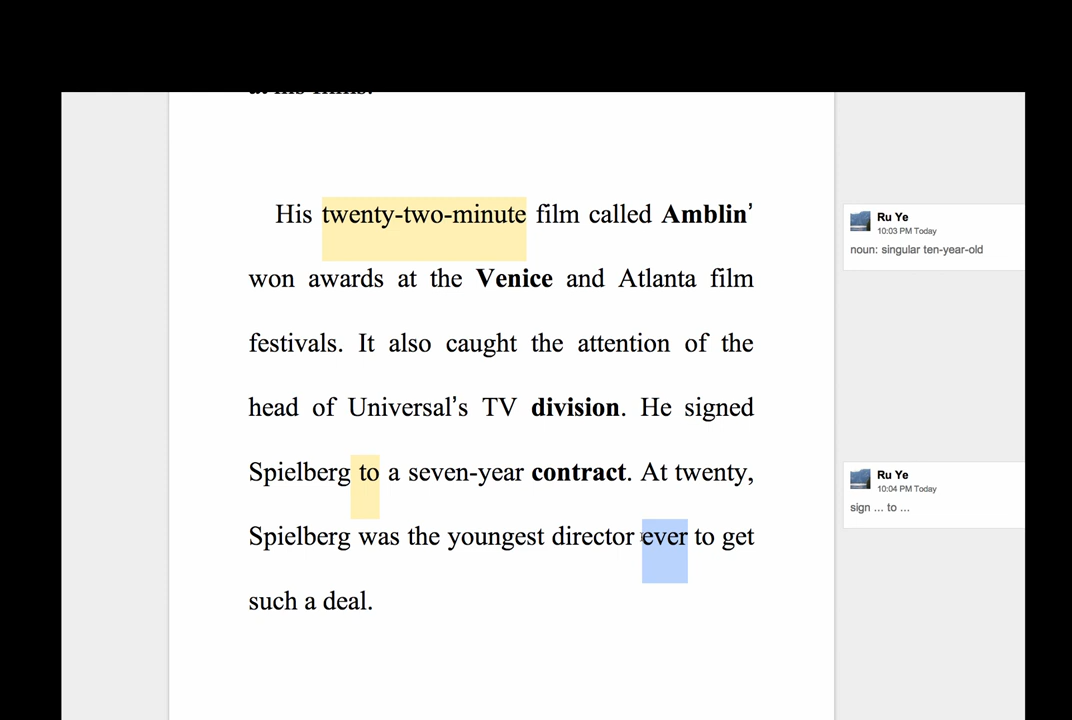 at his films.
His twenty-two-minute film called Amblin’
won awards at the Venice and Atlanta film
festivals. It also caught the attention of the
head of Universal’s TV division. He signed
Spielberg to a seven-year contract. At twenty,
Spielberg was the youngest director ever to get
such a deal.
Ru Ye
10:03 PM Today
noun: singular ten-year-old
Ru Ye
10:04 PM Today
sign ... to ...